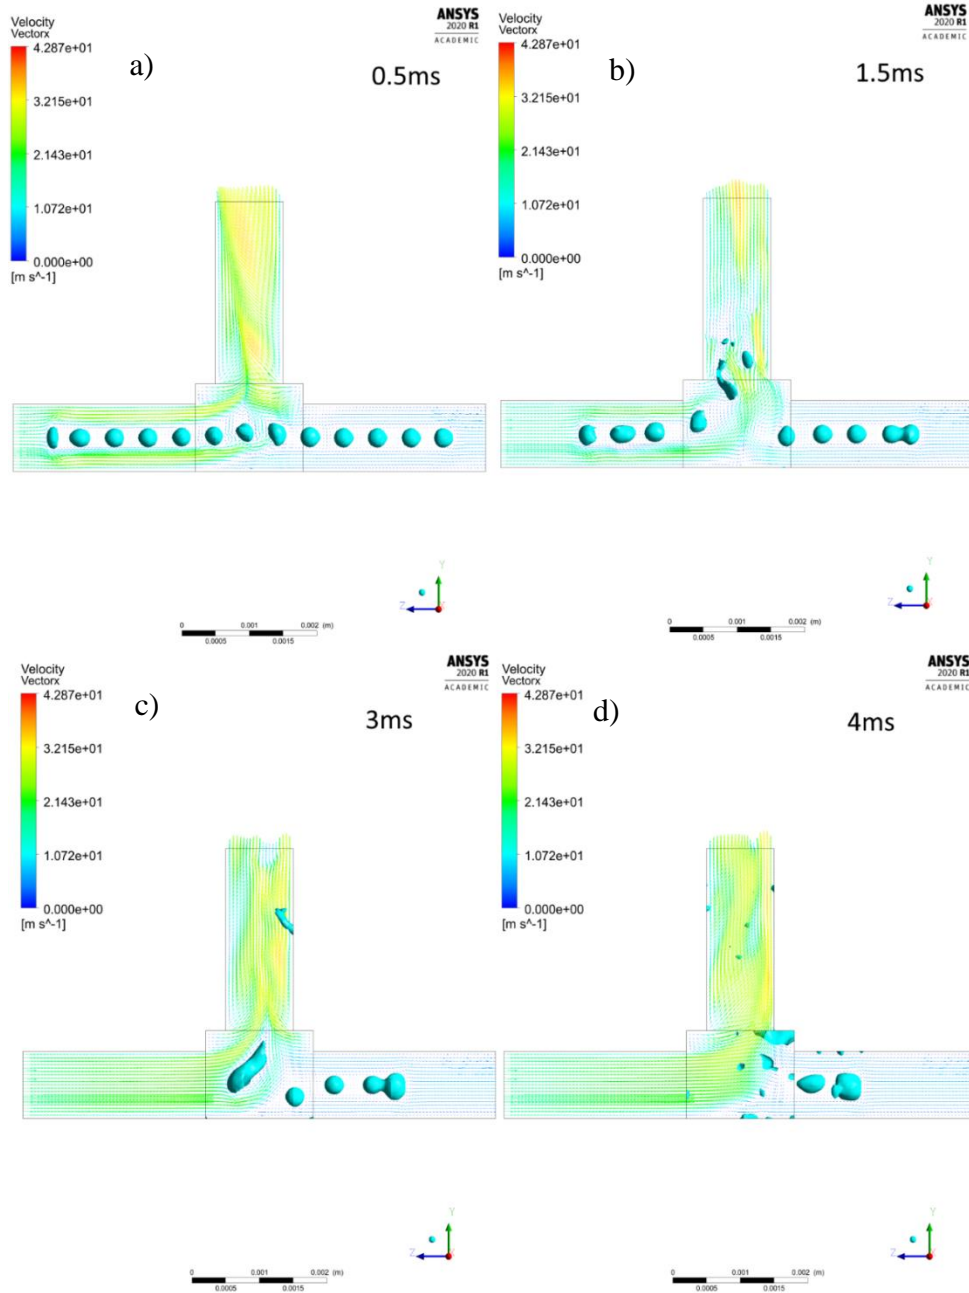 Velocity
Vectorx
4.287e+01
3.215e+01
2.143e+01
1.072e+01
0.000e+00
[m s^-1]
a)
ANSYS
2020 R1
ACADEMIC
0.5ms
Y
Z
X
0
0.001
0.002 (m)
0.0005
0.0015
Velocity
Vectorx
4.287e+01
3.215e+01
2.143e+01
1.072e+01
0.000e+00
[m s^-1]
b)
ANSYS
2020 R1
ACADEMIC
1.5ms
Y
Z
X
0
0.001
0.002 (m)
0.0005
0.0015
Velocity
Vectorx
4.287e+01
3.215e+01
2.143e+01
1.072e+01
0.000e+00
[m s^-1]
c)
ANSYS
2020 R1
ACADEMIC
3ms
Y
Z
X
0
0.001
0.002 (m)
0.0005
0.0015
Velocity
Vectorx
4.287e+01
3.215e+01
2.143e+01
1.072e+01
0.000e+00
[m s^-1]
d)
ANSYS
2020 R1
ACADEMIC
4ms
Y
Z
X
0
0.001
0.002 (m)
0.0005
0.0015